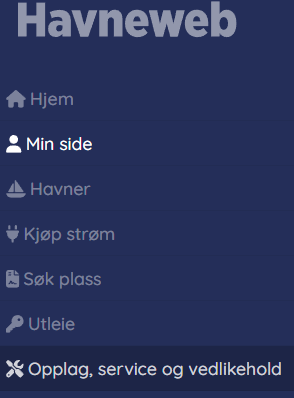 Havneweb
Hjem
Min side
Havner
Kjøp strøm
Søk plass
Utleie
Opplag, service og vedlikehold